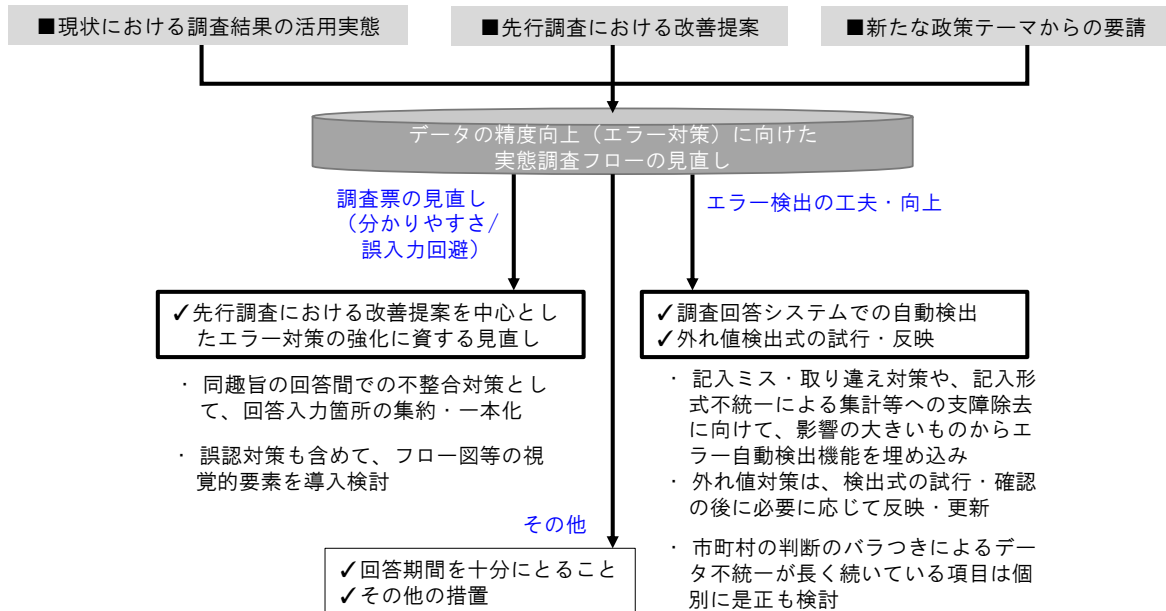 ■現状における調査結果の活用実態
■先行調査における改善提案
■新たな政策テーマからの要請
データの精度向上（エラー対策）に向けた
実態調査フローの見直し
調査票の見直し
（分かりやすさ/
誤入力回避）
エラー検出の工夫・向上
✓先行調査における改善提案を中心とし
たエラー対策の強化に資する見直し
・ 同趣旨の回答間での不整合対策とし
て、回答入力箇所の集約・一本化
・ 誤認対策も含めて、フロー図等の視
覚的要素を導入検討
✓調査回答システムでの自動検出
✓外れ値検出式の試行・反映
・ 記入ミス・取り違え対策や、記入形
式不統一による集計等への支障除去
に向けて、影響の大きいものからエ
ラー自動検出機能を埋め込み
・ 外れ値対策は、検出式の試行・確認
の後に必要に応じて反映・更新
・ 市町村の判断のバラつきによるデー
タ不統一が長く続いている項目は個
別に是正も検討
その他
✓回答期間を十分にとること
✓その他の措置